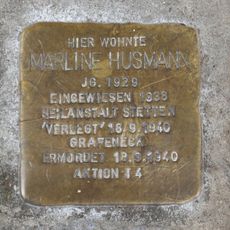 HIER WOHNTE
MARLINE HUSMANN
JG. 1929
EINGEWIESEN 1938
HEILANSTALT STETTEN
'VERLEGT' 16.9.1940
GRAFENECK
ERMORDET 18.9.1940
AKTION T4